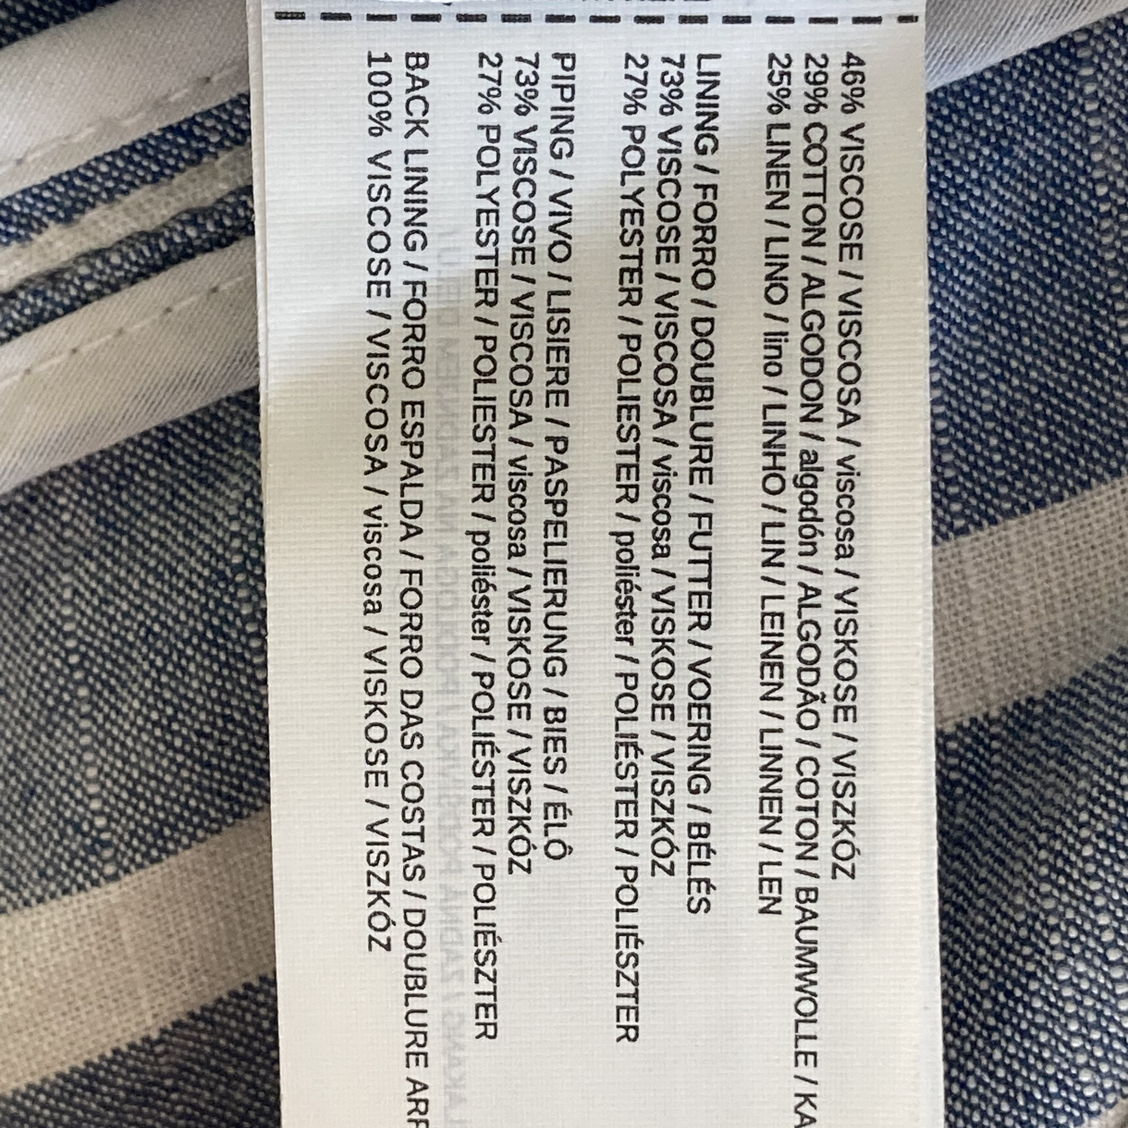 46% VISCOSE / VISCOSA / viscosa / VISKOSE / VISZKÓZ
29% COTTON / ALGODON / algodón / ALGODÃO / COTON / BAUMWOLLE / KA
25% LINEN / LINO / lino / LINHO / LIN / LEINEN / LINNEN / LEN
LINING / FORRO / DOUBLURE / FUTTER / VOERING / BÉLÉS
73% VISCOSE / VISCOSA / viscosa / VISKOSE / VISZKÓZ
27% POLYESTER / POLIESTER / poliéster / POLIÉSTER / POLIÉSZTER
PIPING / VIVO / LISIERE / PASPELIERUNG / BIES / ÉLÔ
73% VISCOSE / VISCOSA / viscosa / VISKOSE / VISZKÓZ
27% POLYESTER / POLIESTER / poliéster / POLIÉSTER / POLIÉSZTER
BACK LINING / FORRO ESPALDA / FORRO DAS COSTAS / DOUBLURE ARR
100% VISCOSE / VISCOSA / viscosa / VISKOSE / VISZKÓZ